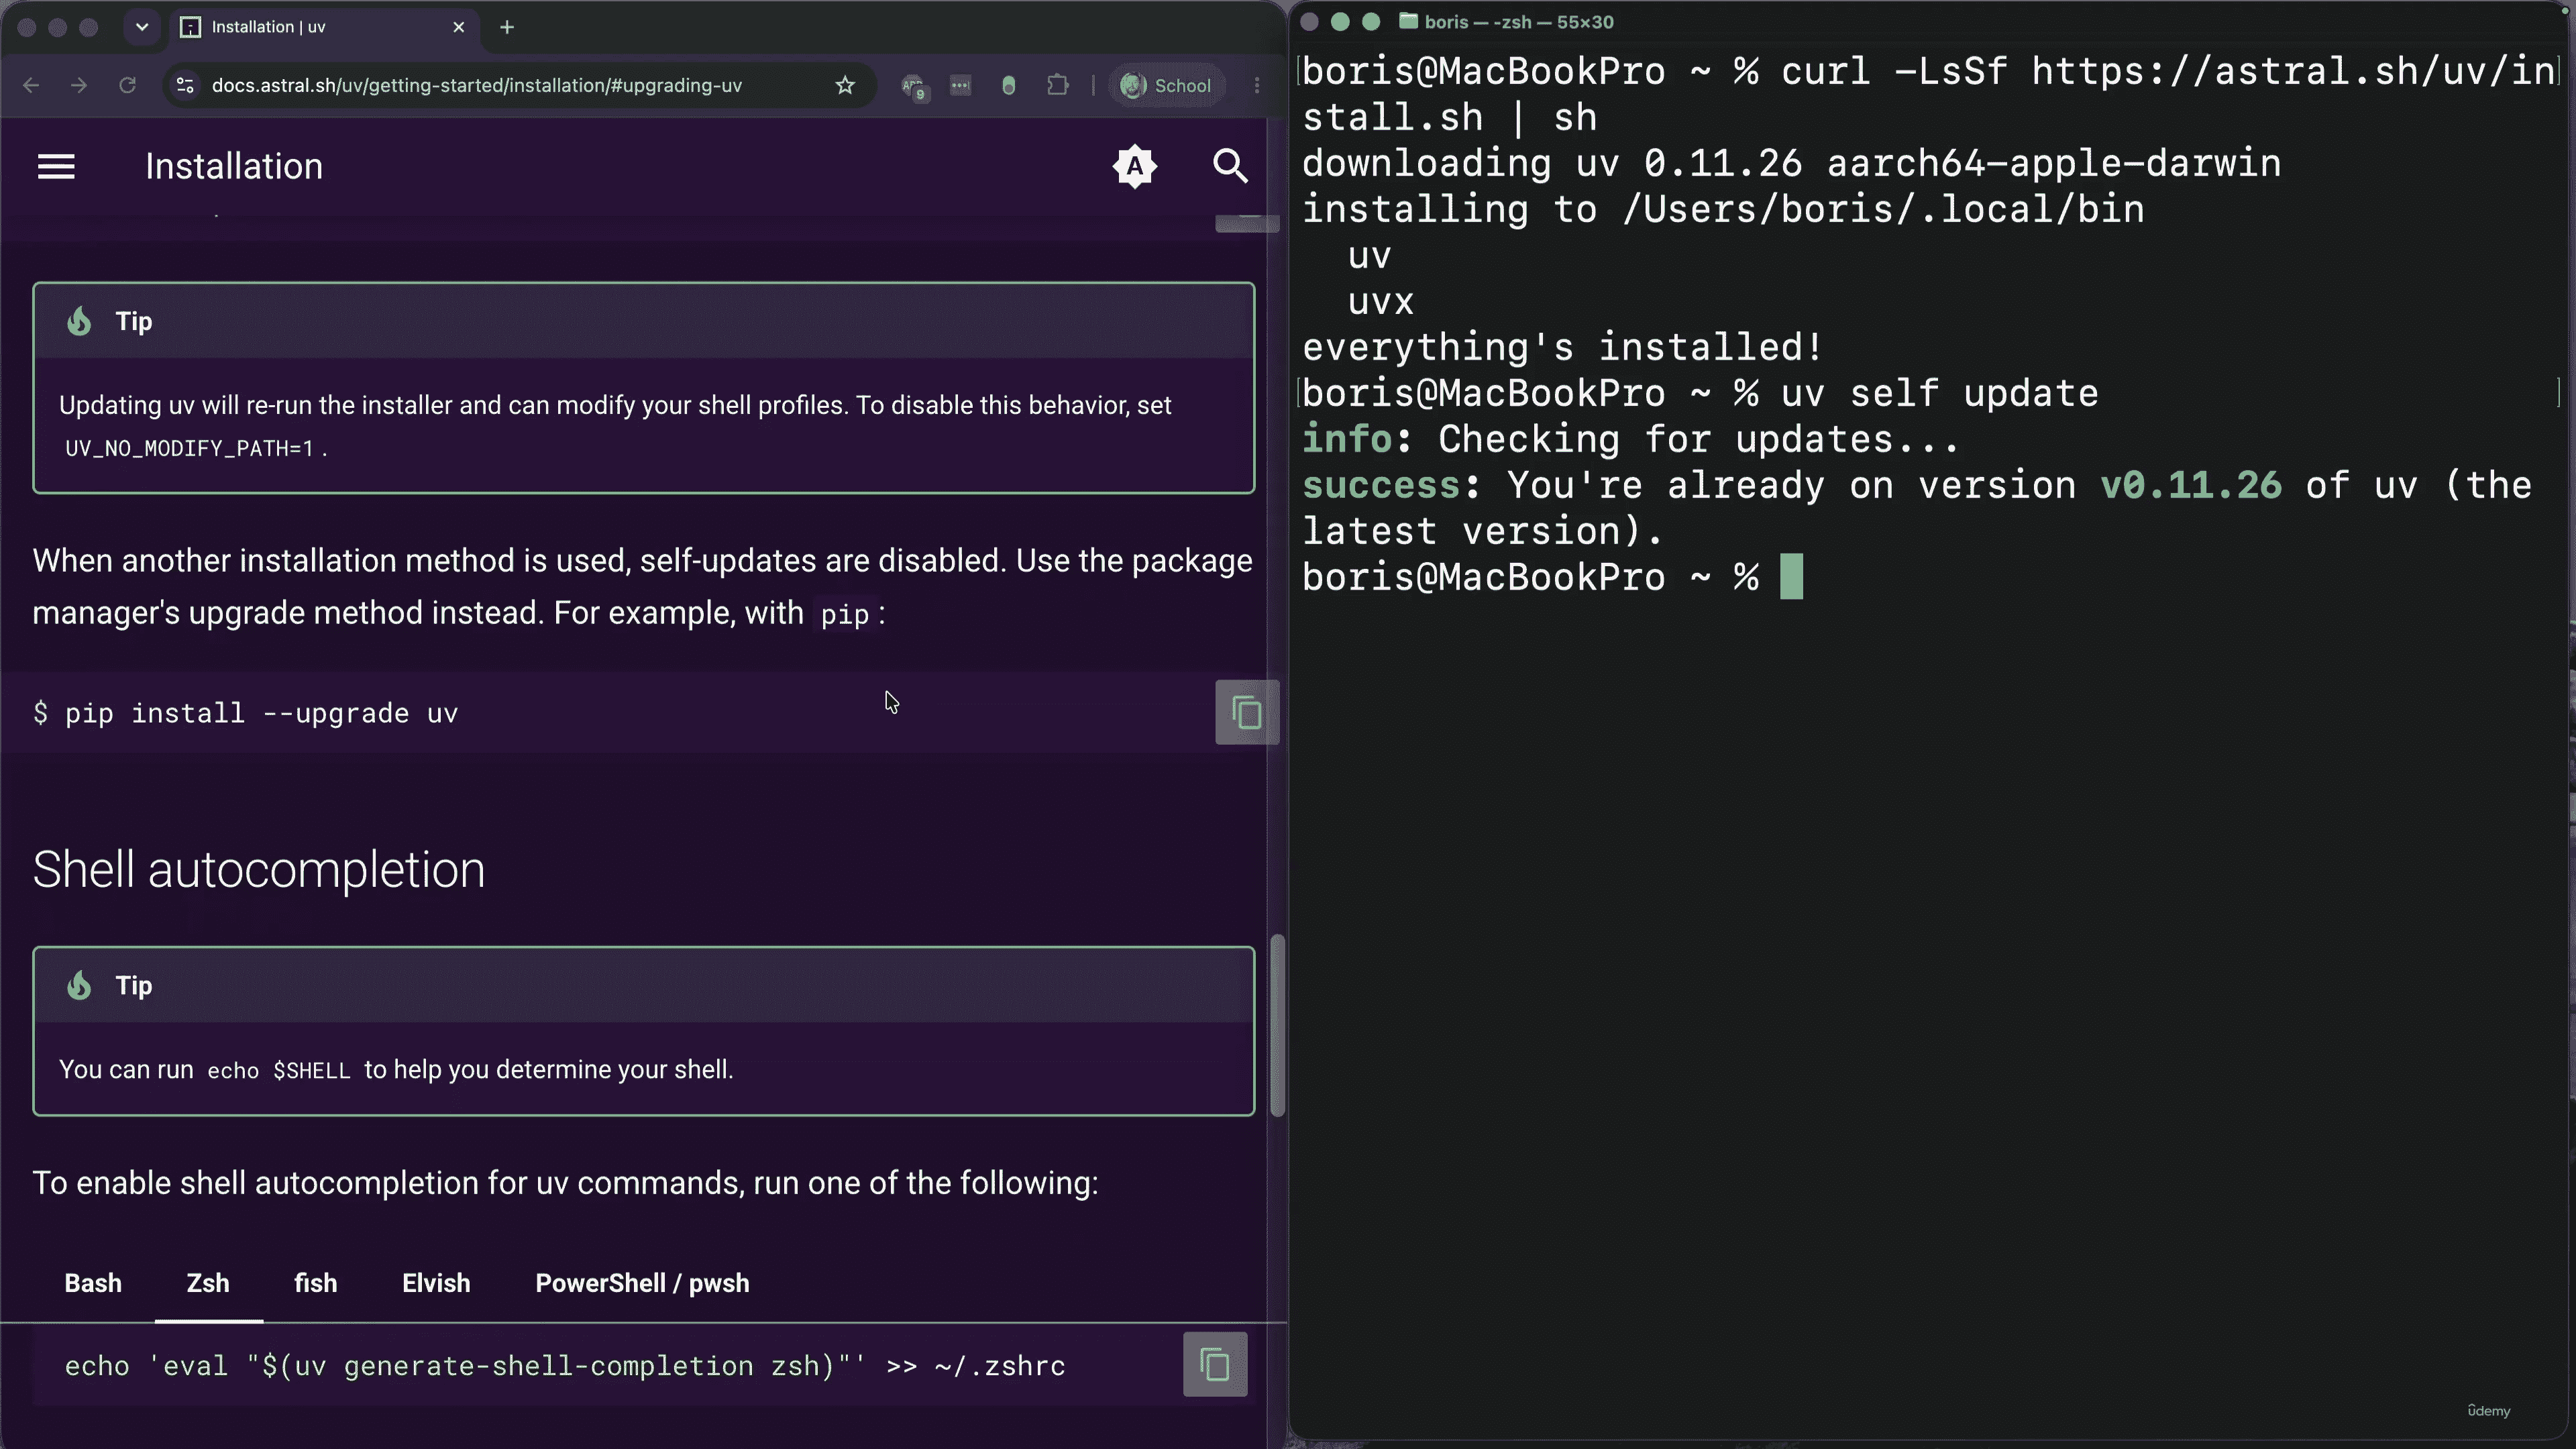 Installation | uv
docs.astral.sh/uv/getting-started/installation/#upgrading-uv
9
School
Installation
A
Tip
Updating uv will re-run the installer and can modify your shell profiles. To disable this behavior, set
UV_NO_MODIFY_PATH=1 .
When another installation method is used, self-updates are disabled. Use the package
manager's upgrade method instead. For example, with pip :
$ pip install --upgrade uv
Shell autocompletion
Tip
You can run echo $SHELL to help you determine your shell.
To enable shell autocompletion for uv commands, run one of the following:
Bash Zsh fish Elvish PowerShell / pwsh
echo 'eval "$(uv generate-shell-completion zsh)"' >> ~/.zshrc
boris — -zsh — 55×30
boris@MacBookPro ~ % curl -LsSf https://astral.sh/uv/in
stall.sh | sh
downloading uv 0.11.26 aarch64-apple-darwin
installing to /Users/boris/.local/bin
uv
uvx
everything's installed!
boris@MacBookPro ~ % uv self update
info: Checking for updates...
success: You're already on version v0.11.26 of uv (the
latest version).
boris@MacBookPro ~ %
ûdemy